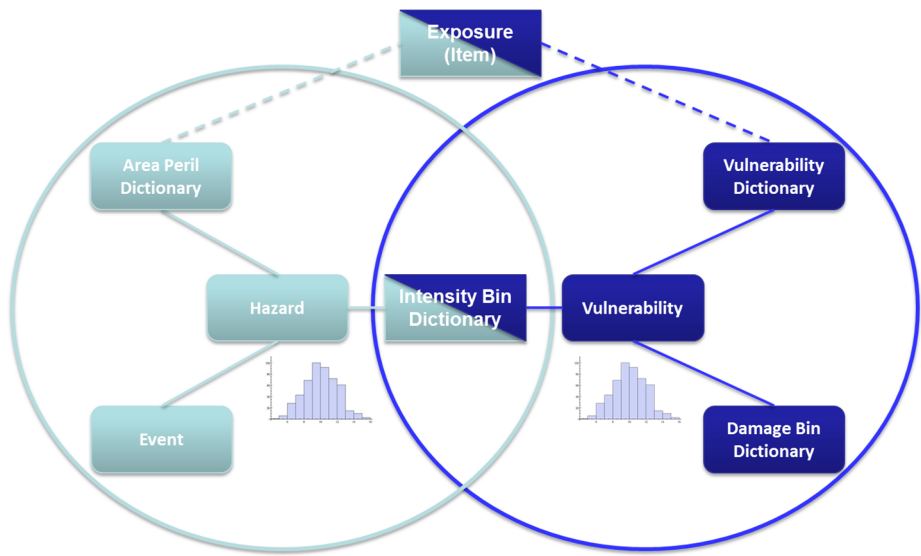 Exposure
(Item)
Area Peril
Dictionary
Vulnerability
Dictionary
Hazard
Intensity Bin
Dictionary
Vulnerability
Event
Damage Bin
Dictionary